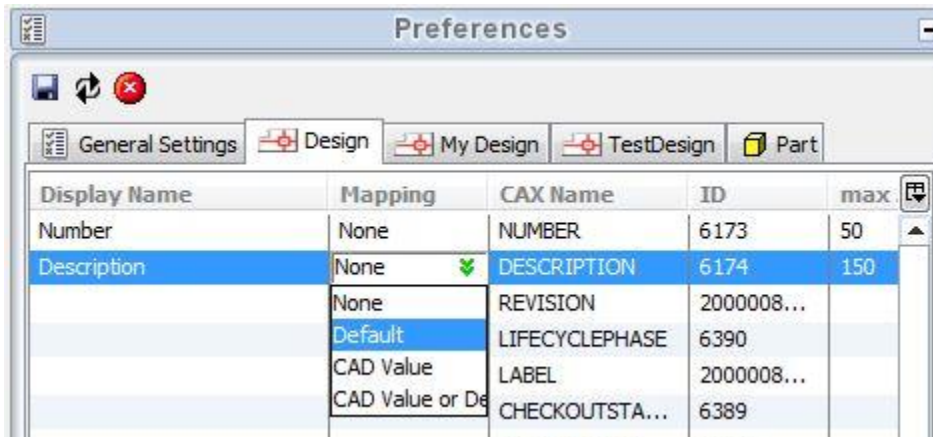 Preferences
General Settings Design My Design TestDesign Part
Display Name Mapping CAX Name ID max
Number None NUMBER 6173 50
Description None DESCRIPTION 6174 150
None REVISION 2000008...
Default LIFECYCLEPHASE 6390
CAD Value LABEL 2000008...
CAD Value or De CHECKOUTSTA... 6389